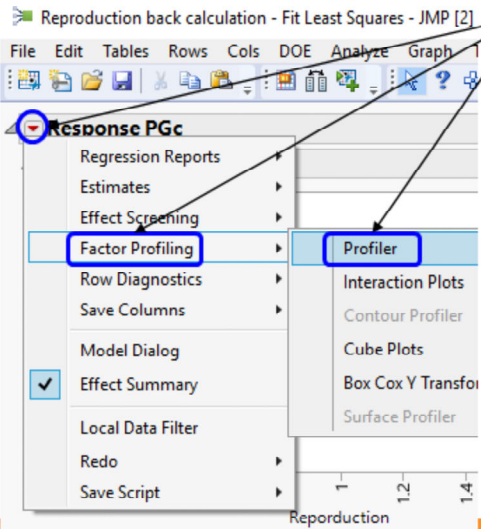 Reproduction back calculation - Fit Least Squares - JMP [2]
File Edit Tables Rows Cols DOE Analyze Graph T
Response PGc
Regression Reports
Estimates
Effect Screening
Factor Profiling
Profiler
Row Diagnostics
Interaction Plots
Save Columns
Contour Profiler
Model Dialog
Cube Plots
Effect Summary
Box Cox Y Transfor
Local Data Filter
Surface Profiler
Redo
Save Script
1
1.2
1.4
Reporduction